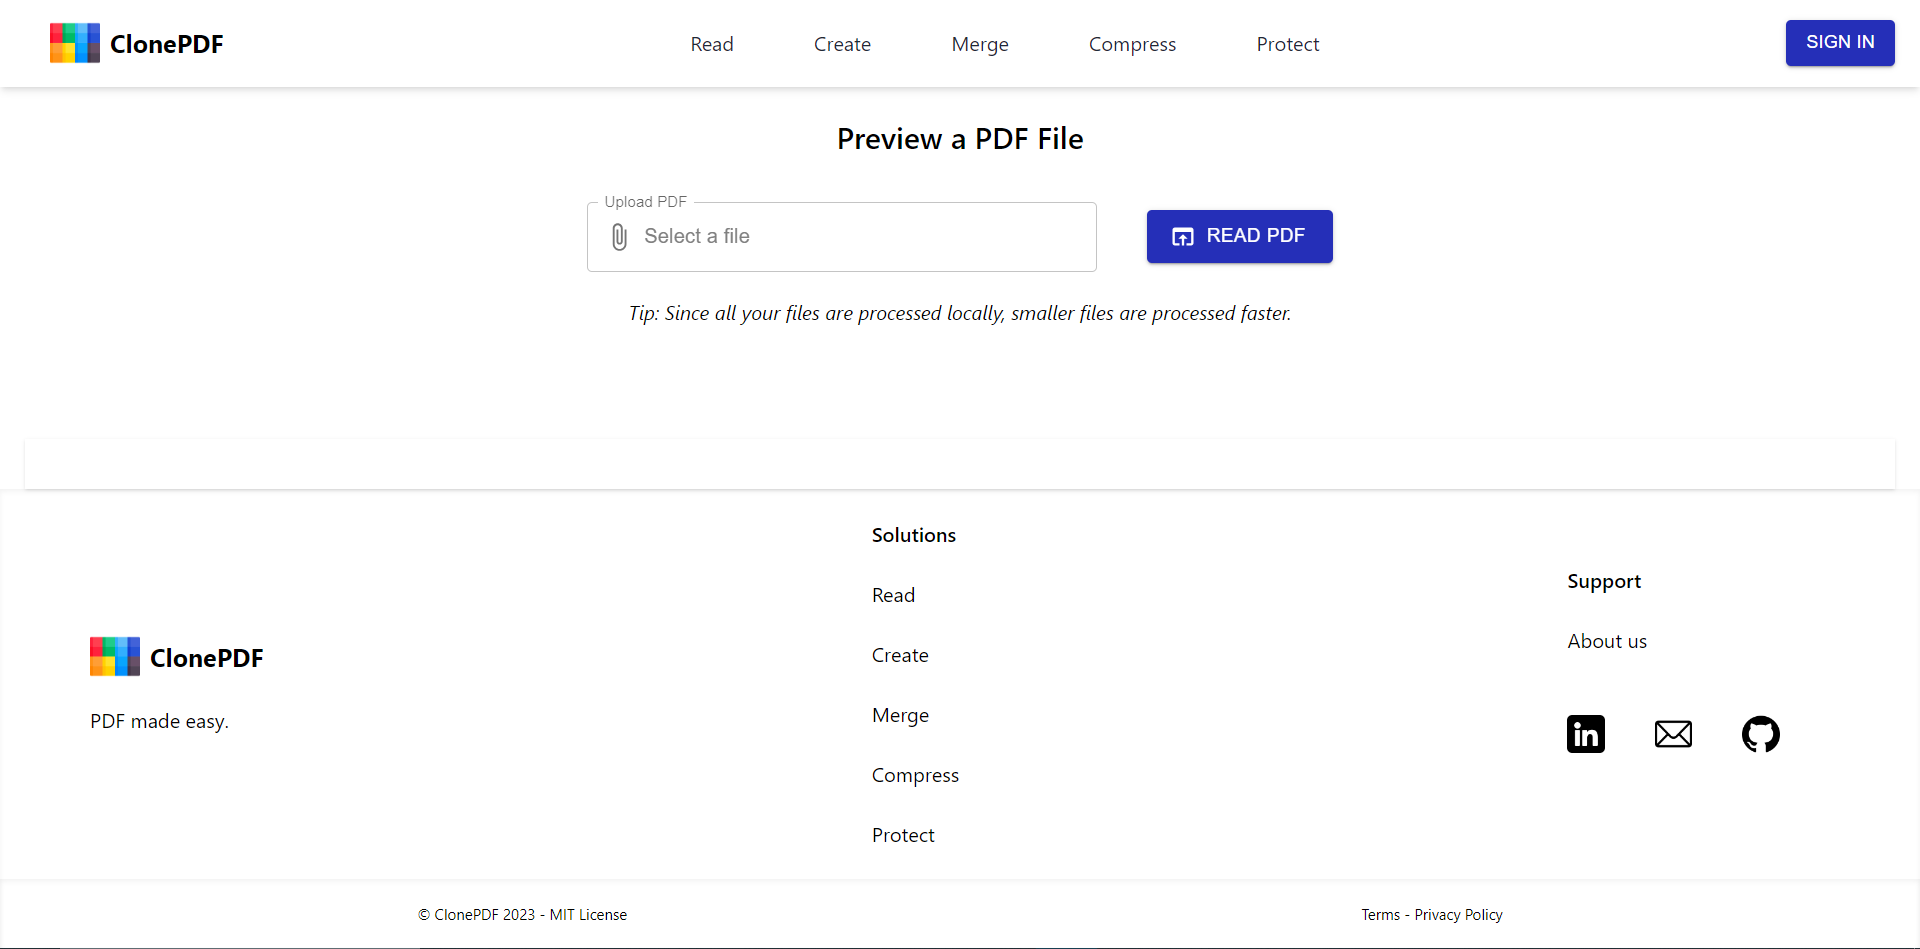 ClonePDF
Read
Create
Merge
Compress
Protect
SIGN IN
Preview a PDF File
Upload PDF
Select a file
READ PDF
Tip: Since all your files are processed locally, smaller files are processed faster.
ClonePDF
PDF made easy.
Solutions
Read
Create
Merge
Compress
Protect
Support
About us
in
© ClonePDF 2023 - MIT License
Terms - Privacy Policy